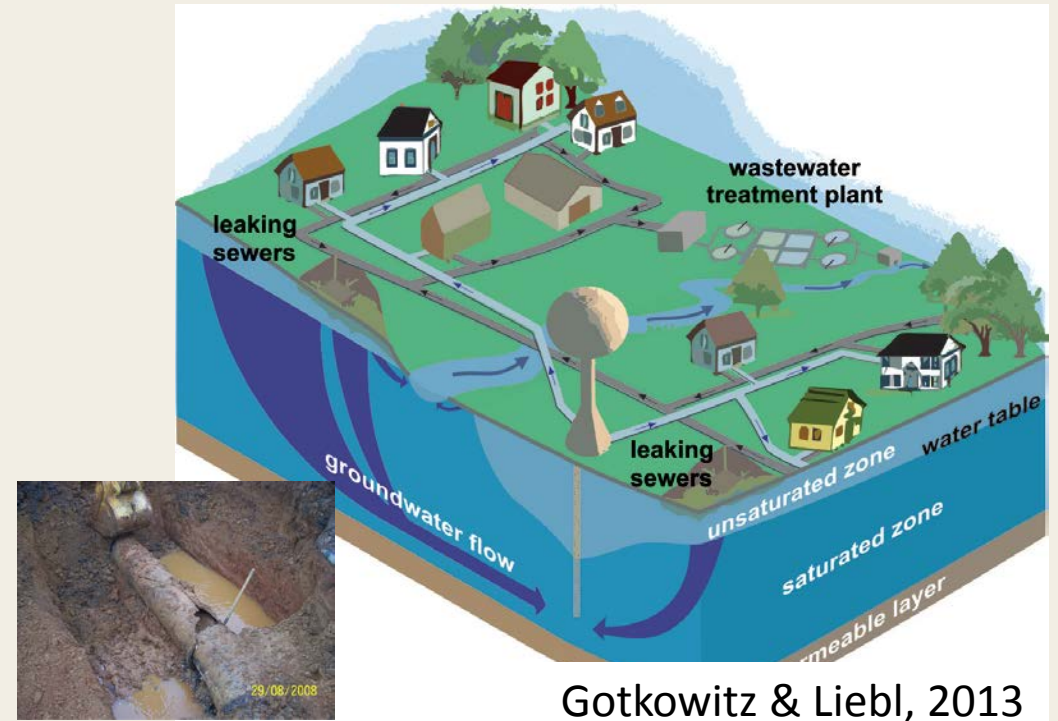 wastewater
treatment plant
leaking
sewers
leaking
sewers
water table
unsaturated zone
groundwater flow
saturated zone
rmeable layer
29/08/2008
Gotkowitz & Liebl, 2013